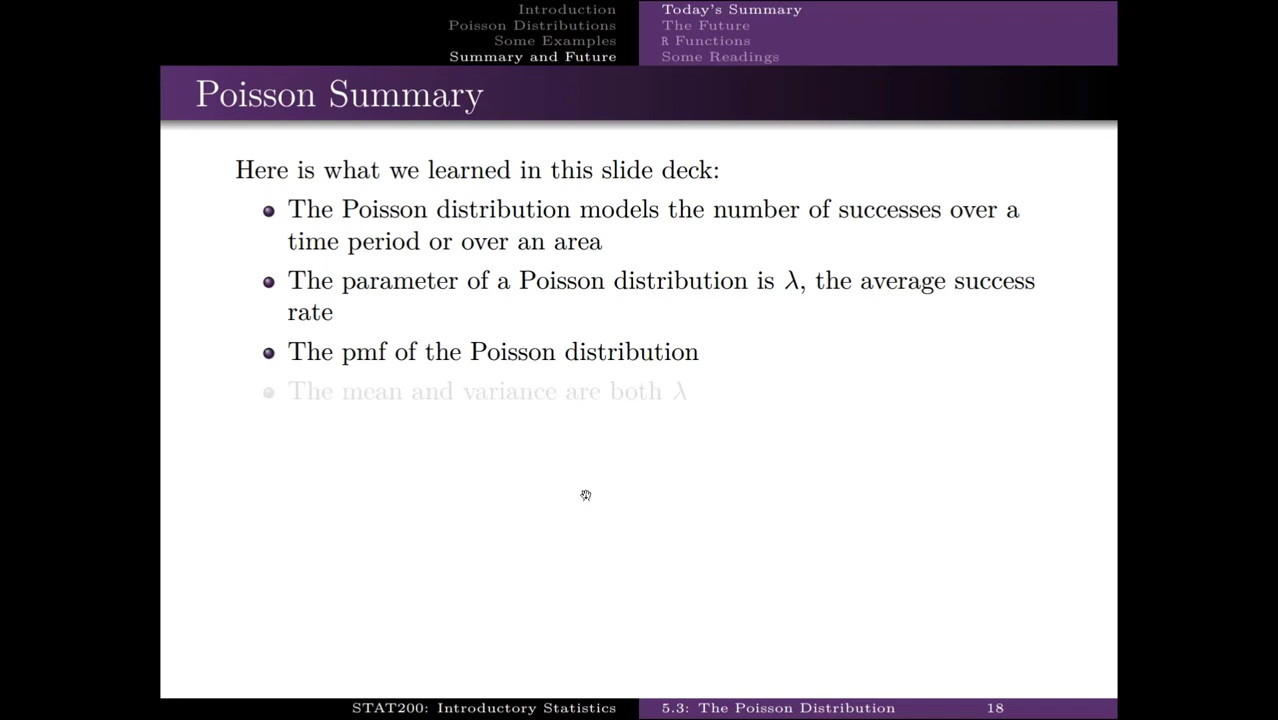 Introduction
Poisson Distributions
Some Examples
Summary and Future
Today's Summary
The Future
R Functions
Some Readings
Poisson Summary
Here is what we learned in this slide deck:
The Poisson distribution models the number of successes over a
time period or over an area
The parameter of a Poisson distribution is λ, the average success
rate
The pmf of the Poisson distribution
The mean and variance are both λ
STAT200: Introductory Statistics
5.3: The Poisson Distribution 18